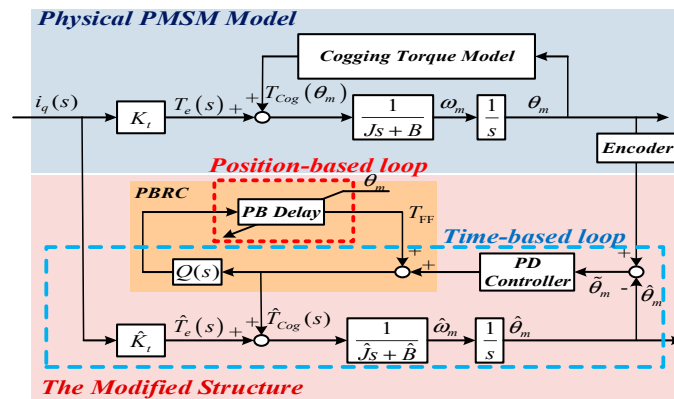 Physical PMSM Model
Cogging Torque Model
i_q(s)
K_t
T_e(s)
+
+
T_Cog(θ_m)
1
Js + B
ω_m
1
s
θ_m
Encoder
Position-based loop
PBRC
θ_m
PB Delay
T_FF
Time-based loop
Q(s)
+
+
PD
Controller
θ̃_m
+
-
θ̂_m
K̂_t
T̂_e(s)
+
+
T̂_Cog(s)
1
Ĵs + B̂
ω̂_m
1
s
θ̂_m
The Modified Structure